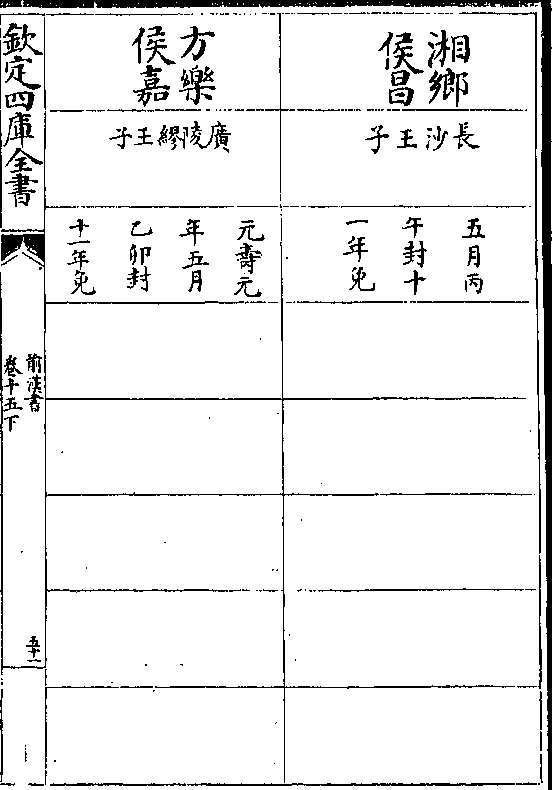 湘鄉
侯昌
長沙王子
五月丙
午封十
一年免
方樂
侯嘉
廣陵繆王子
元壽元
年五月
乙卯封
十一年免
欽定四庫全書
前漢書
卷十五下
五十一